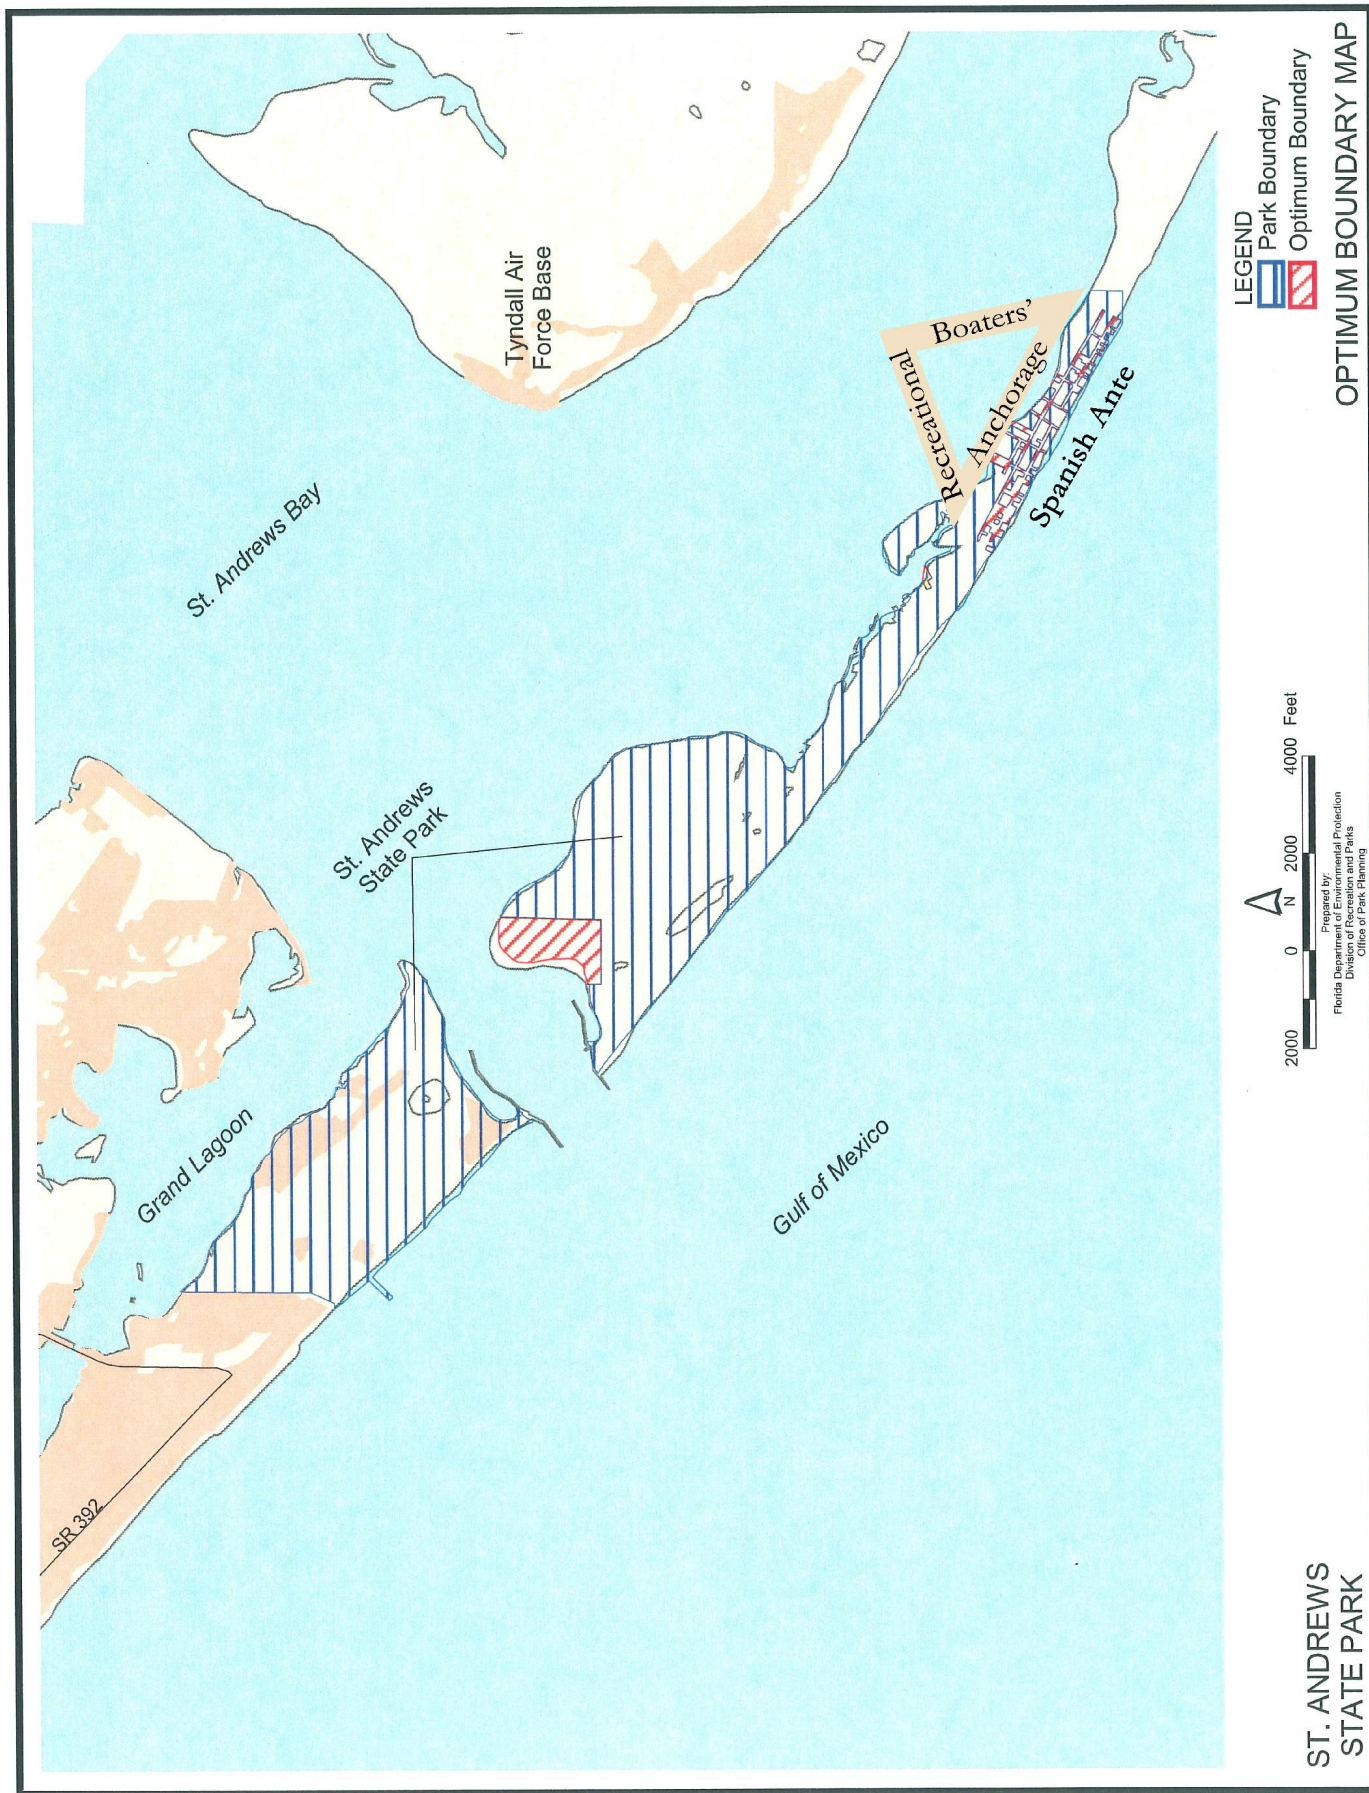 St. Andrews Bay
Tyndall Air
Force Base
St. Andrews
State Park
Grand Lagoon
SR 392
Gulf of Mexico
Recreational
Boaters'
Anchorage
Spanish Ante
LEGEND
Park Boundary
Optimum Boundary
2000 0 2000 4000 Feet
N
Prepared by:
Florida Department of Environmental Protection
Division of Recreation and Parks
Office of Park Planning
ST. ANDREWS
STATE PARK
OPTIMUM BOUNDARY MAP